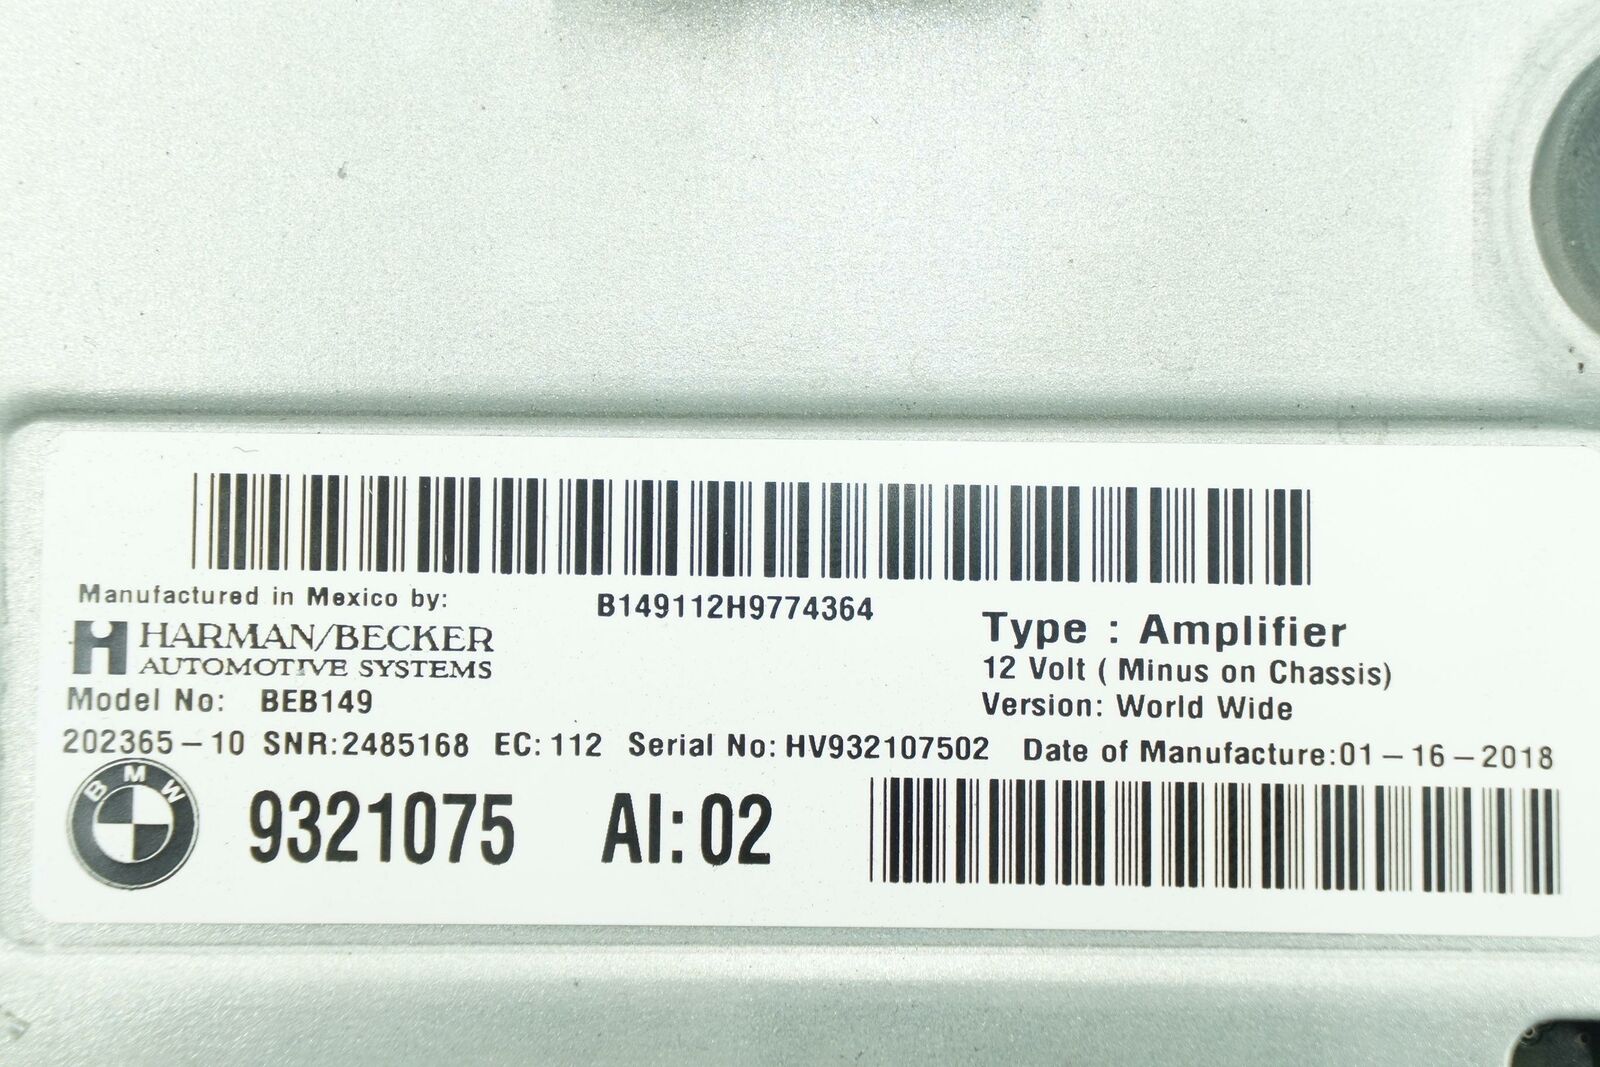 Manufactured in Mexico by:
B149112H9774364
HARMAN/BECKER
AUTOMOTIVE SYSTEMS
Type : Amplifier
12 Volt ( Minus on Chassis)
Model No: BEB149
Version: World Wide
202365-10 SNR:2485168 EC: 112 Serial No: HV932107502 Date of Manufacture:01-16-2018
BMW 9321075 AI: 02